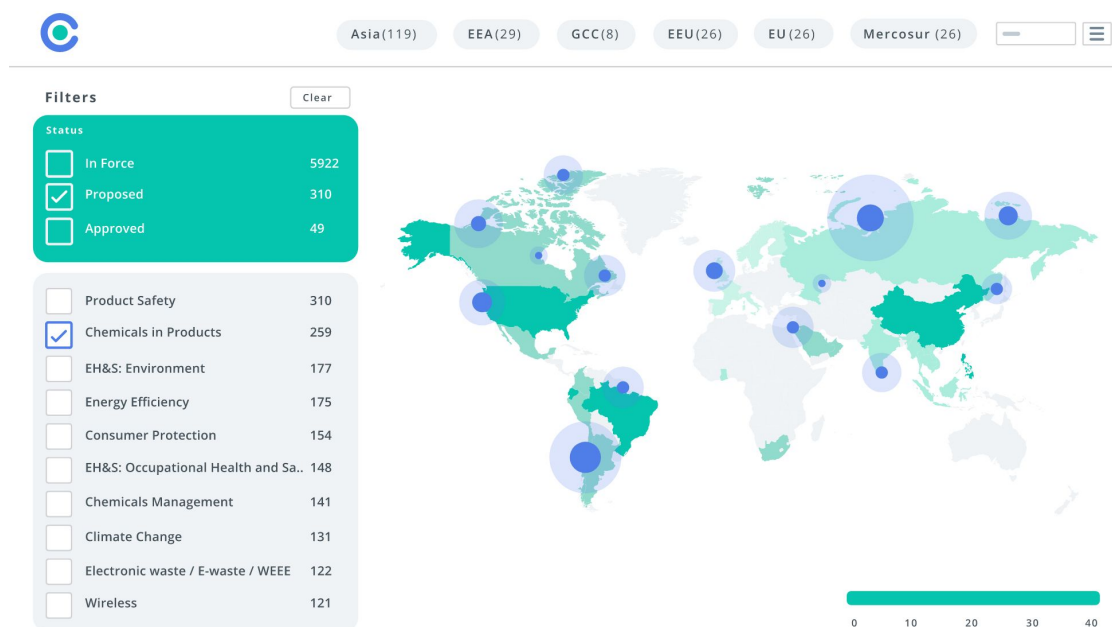 Asia(119) EEA(29) GCC(8) EEU(26) EU(26) Mercosur (26)
Filters Clear
Status
In Force 5922
Proposed 310
Approved 49
Product Safety 310
Chemicals in Products 259
EH&S: Environment 177
Energy Efficiency 175
Consumer Protection 154
EH&S: Occupational Health and Sa.. 148
Chemicals Management 141
Climate Change 131
Electronic waste / E-waste / WEEE 122
Wireless 121
0 10 20 30 40